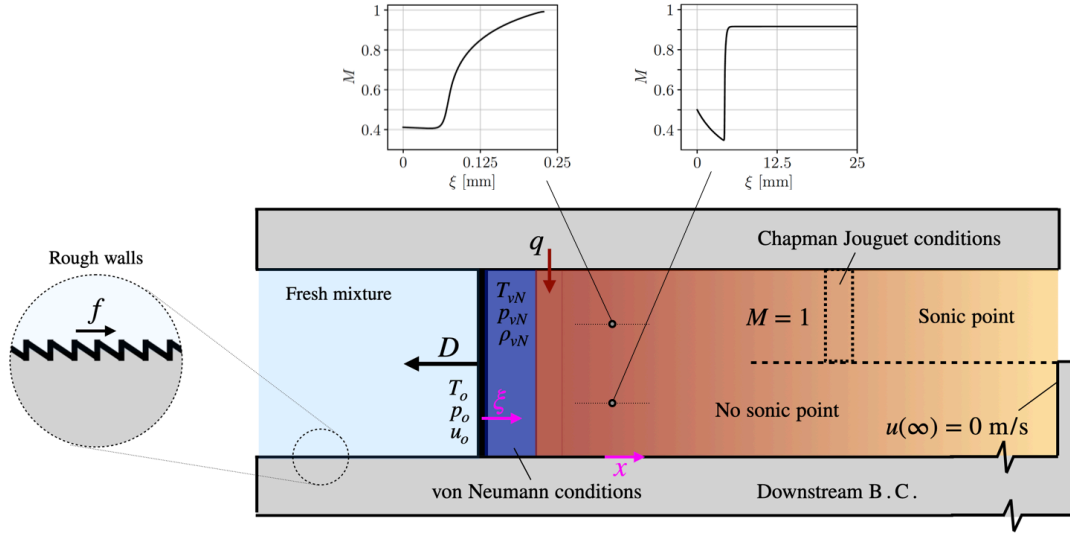 1
0.8
0.6
0.4
M
0
0.125
0.25
ξ [mm]
1
0.8
0.6
0.4
M
0
12.5
25
ξ [mm]
Rough walls
f
Fresh mixture
D
T_o
p_o
u_o
q
T_vN
p_vN
ρ_vN
ξ
x
Chapman Jouguet conditions
M = 1
Sonic point
No sonic point
u(∞) = 0 m/s
von Neumann conditions
Downstream B . C .